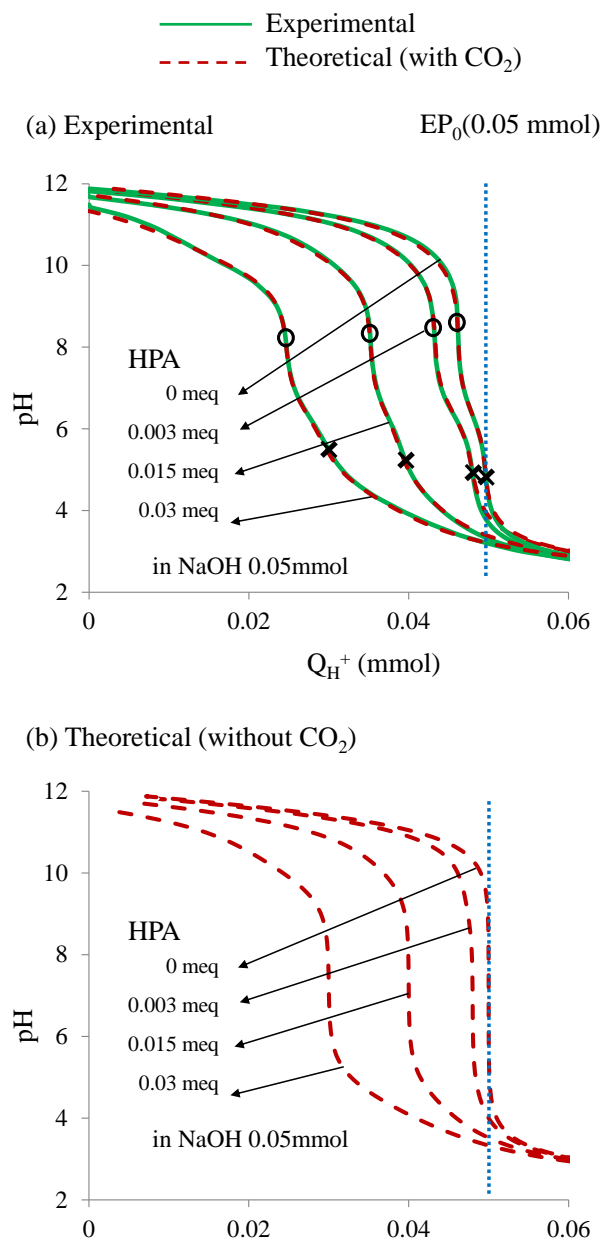 Experimental
Theoretical (with CO₂)
(a) Experimental
EP₀(0.05 mmol)
12
10
8
6
4
2
pH
HPA
0 meq
0.003 meq
0.015 meq
0.03 meq
in NaOH 0.05mmol
0
0.02
0.04
0.06
Q_H⁺ (mmol)
(b) Theoretical (without CO₂)
12
10
8
6
4
2
pH
HPA
0 meq
0.003 meq
0.015 meq
0.03 meq
in NaOH 0.05mmol
0
0.02
0.04
0.06